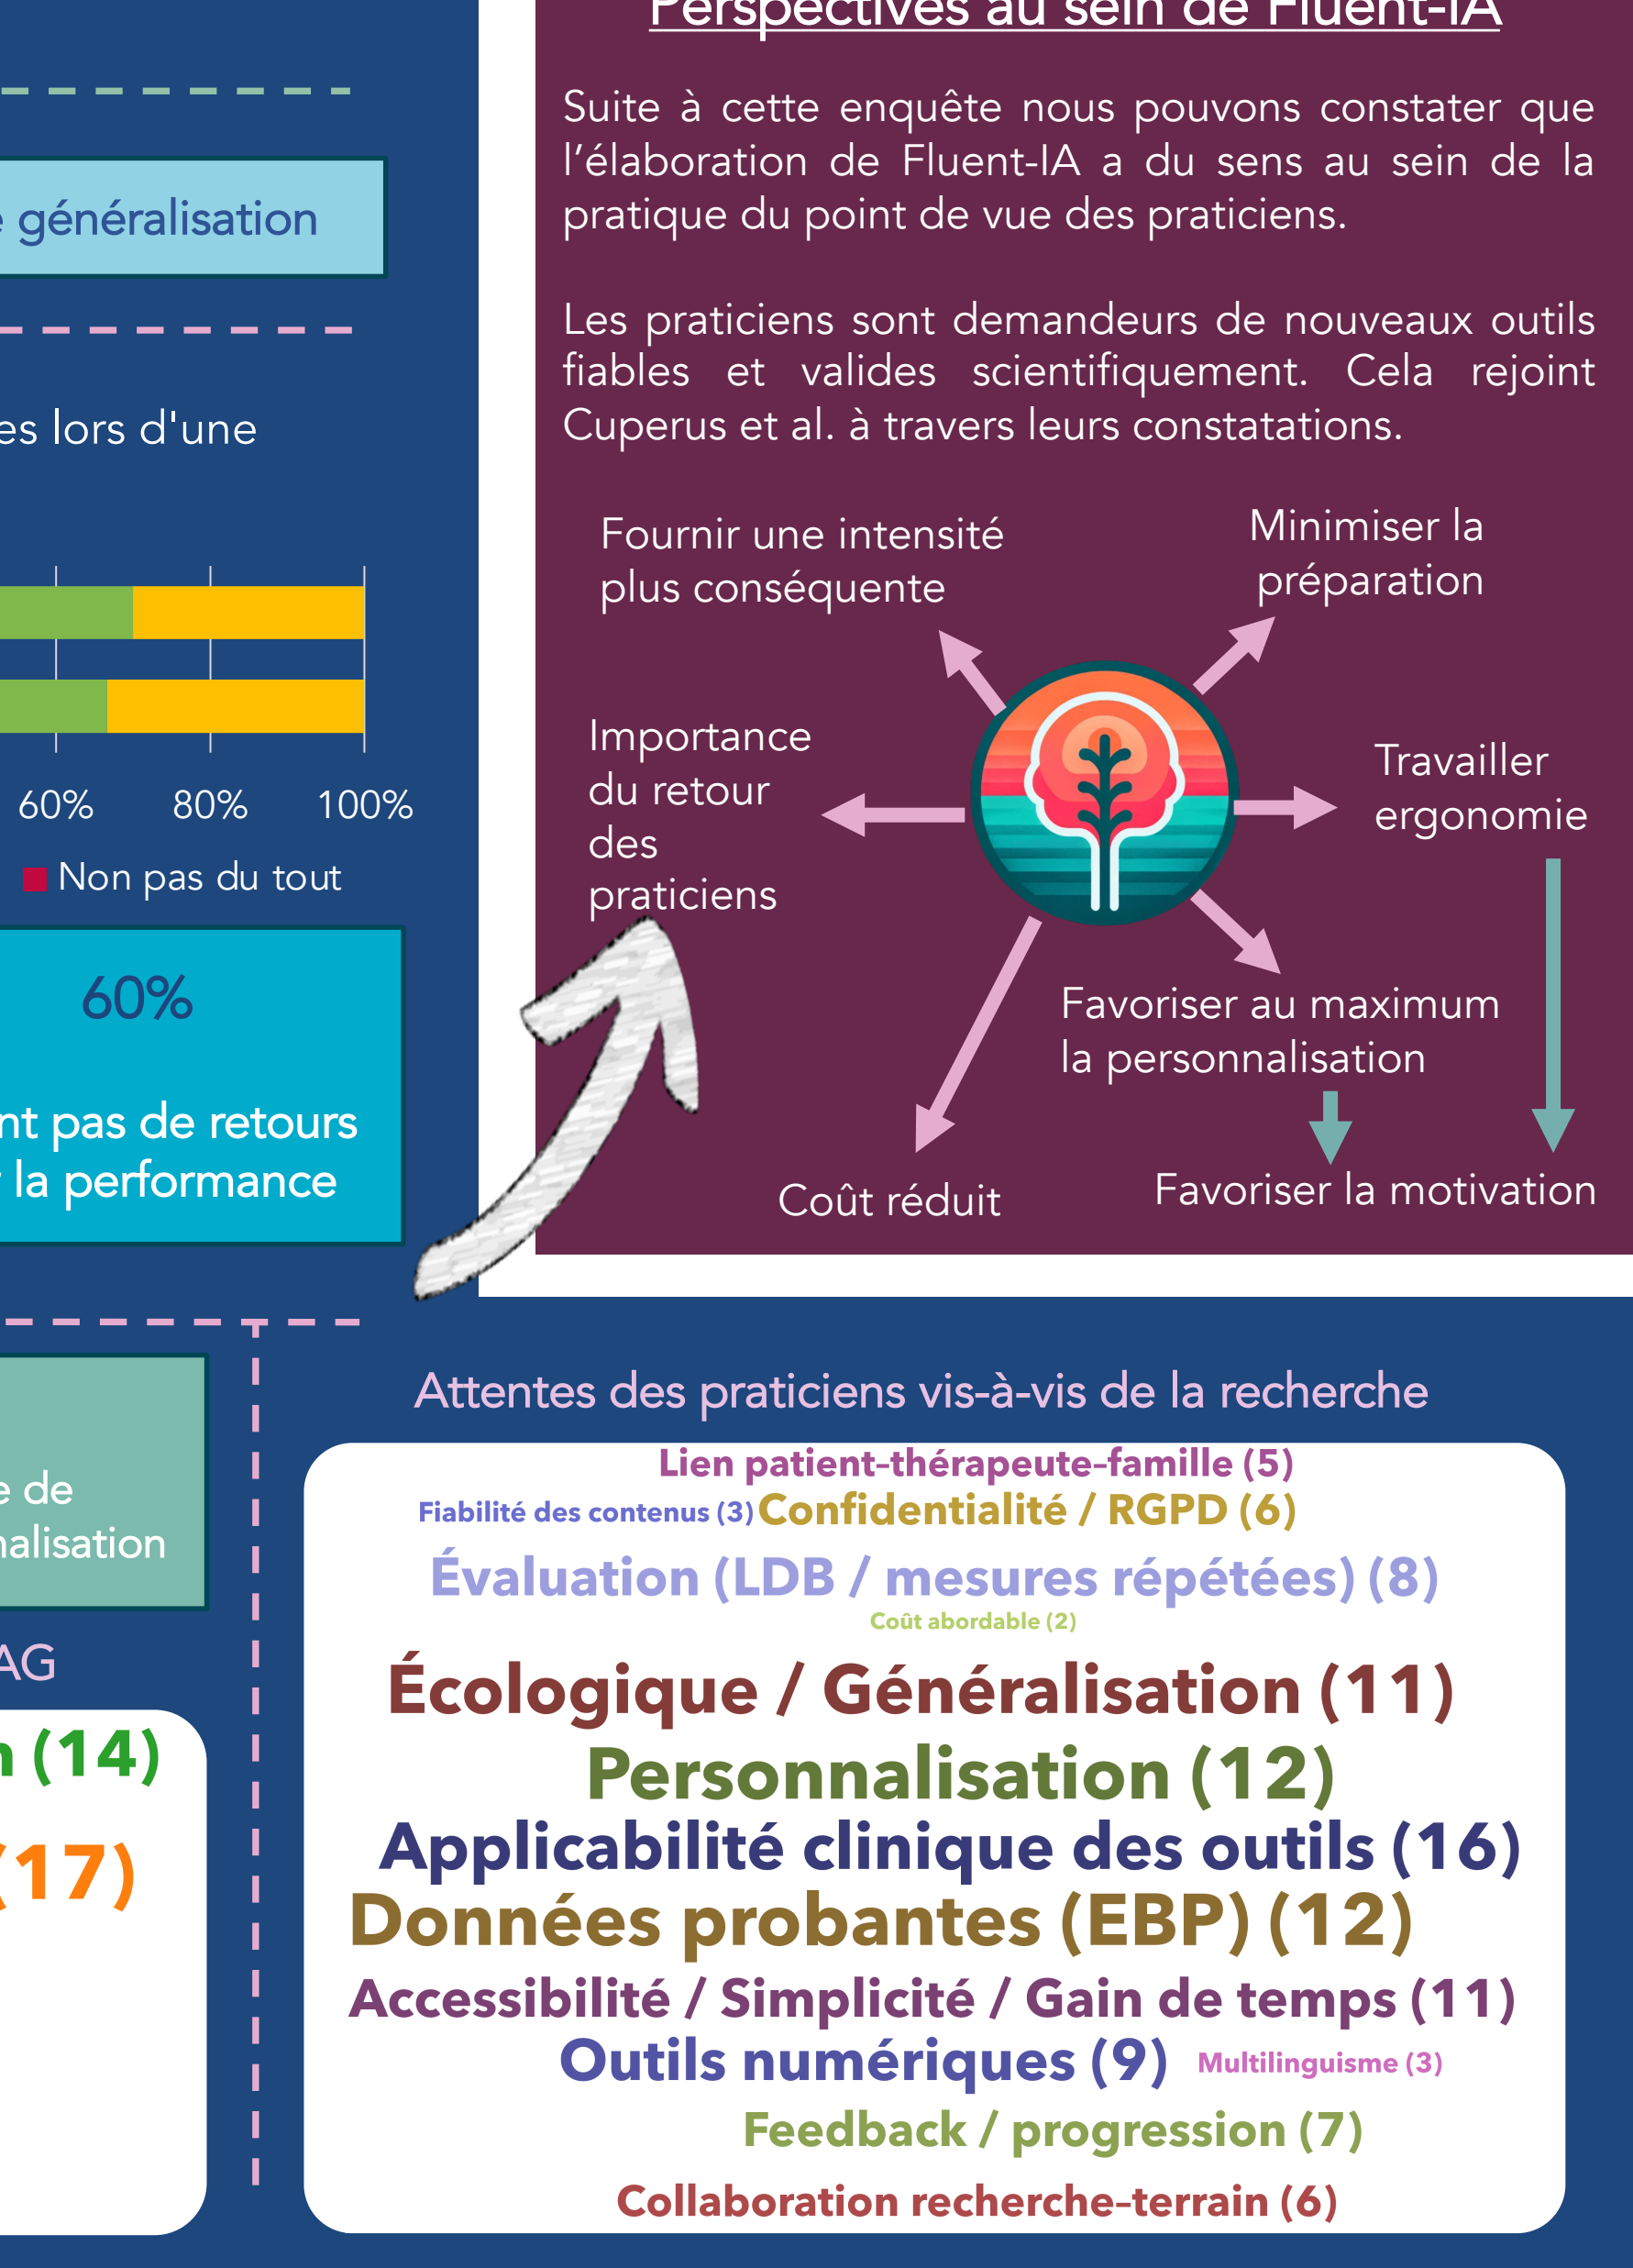 Perspectives au sein de Fluent-IA
Suite à cette enquête nous pouvons constater que
l'élaboration de Fluent-IA a du sens au sein de la
pratique du point de vue des praticiens.
Les praticiens sont demandeurs de nouveaux outils
fiables et valides scientifiquement. Cela rejoint
Cuperus et al. à travers leurs constatations.
Fournir une intensité
plus conséquente
Minimiser la
préparation
Importance
du retour
des
praticiens
Travailler
ergonomie
Favoriser au maximum
la personnalisation
Coût réduit
Favoriser la motivation
généralisation
es lors d'une
60% 80% 100%
Non pas du tout
60%
nt pas de retours
la performance
e de
nalisation
AG
n (14)
(17)
Attentes des praticiens vis-à-vis de la recherche
Lien patient-thérapeute-famille (5)
Fiabilité des contenus (3) Confidentialité / RGPD (6)
Évaluation (LDB / mesures répétées) (8)
Coût abordable (2)
Écologique / Généralisation (11)
Personnalisation (12)
Applicabilité clinique des outils (16)
Données probantes (EBP) (12)
Accessibilité / Simplicité / Gain de temps (11)
Outils numériques (9) Multilinguisme (3)
Feedback / progression (7)
Collaboration recherche-terrain (6)